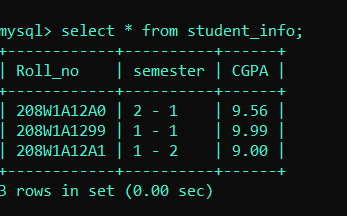 mysql> select * from student_info;
+------------+----------+------+
| Roll_no | semester | CGPA |
+------------+----------+------+
| 208W1A12A0 | 2 - 1 | 9.56 |
| 208W1A1299 | 1 - 1 | 9.99 |
| 208W1A12A1 | 1 - 2 | 9.00 |
+------------+----------+------+
3 rows in set (0.00 sec)